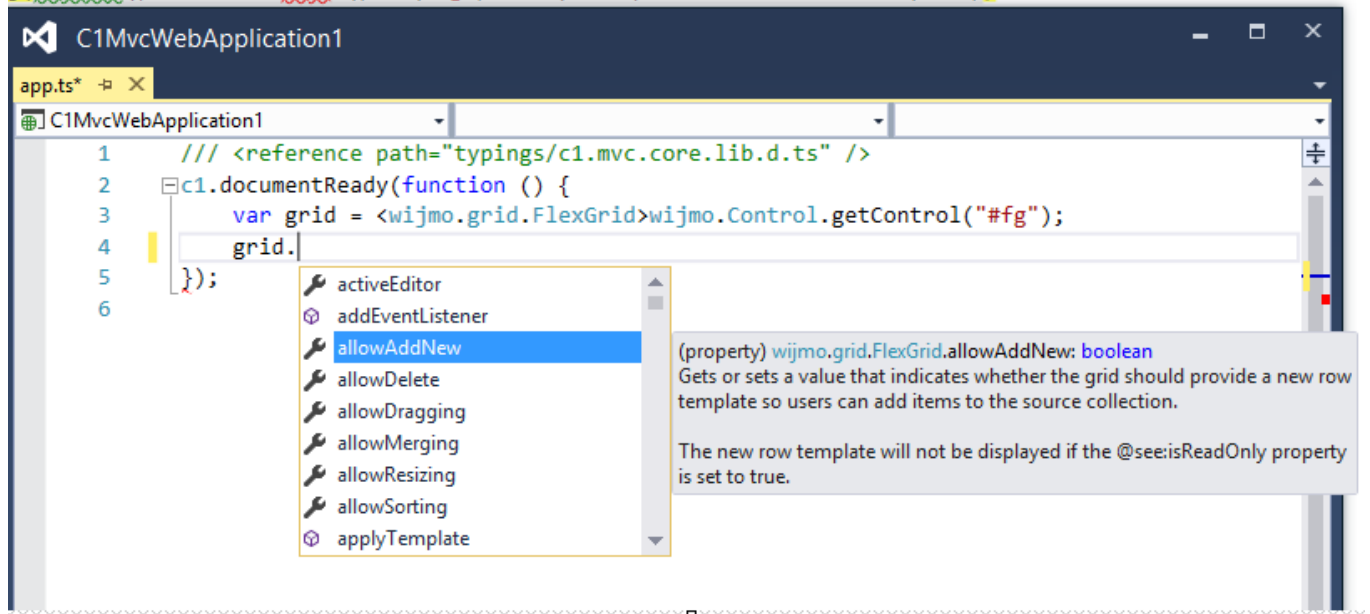 C1MvcWebApplication1
app.ts*
C1MvcWebApplication1
1 /// <reference path="typings/c1.mvc.core.lib.d.ts" />
2 c1.documentReady(function () {
3 var grid = <wijmo.grid.FlexGrid>wijmo.Control.getControl("#fg");
4 grid.
5 });
6
activeEditor
addEventListener
allowAddNew
allowDelete
allowDragging
allowMerging
allowResizing
allowSorting
applyTemplate
(property) wijmo.grid.FlexGrid.allowAddNew: boolean
Gets or sets a value that indicates whether the grid should provide a new row
template so users can add items to the source collection.
The new row template will not be displayed if the @see:isReadOnly property
is set to true.